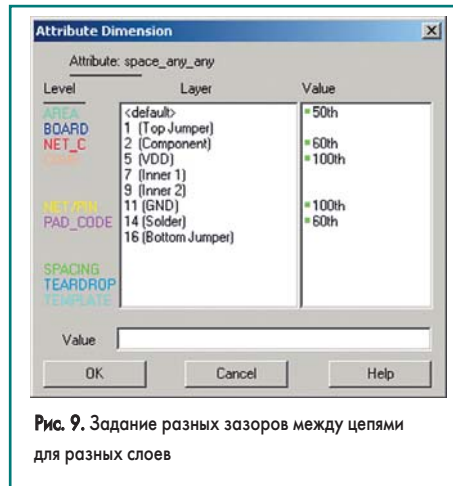 Attribute Dimension
Attribute: space_any_any
Level Layer Value
AREA <default> 50th
BOARD 1 (Top Jumper)
NET_C 2 (Component) 60th
COMP 5 (VDD) 100th
7 (Inner 1)
9 (Inner 2)
NET/PIN 11 (GND) 100th
PAD_CODE 14 (Solder) 60th
16 (Bottom Jumper)
SPACING
TEARDROP
TEMPLATE
Value
OK Cancel Help
Рис. 9. Задание разных зазоров между цепями
для разных слоев